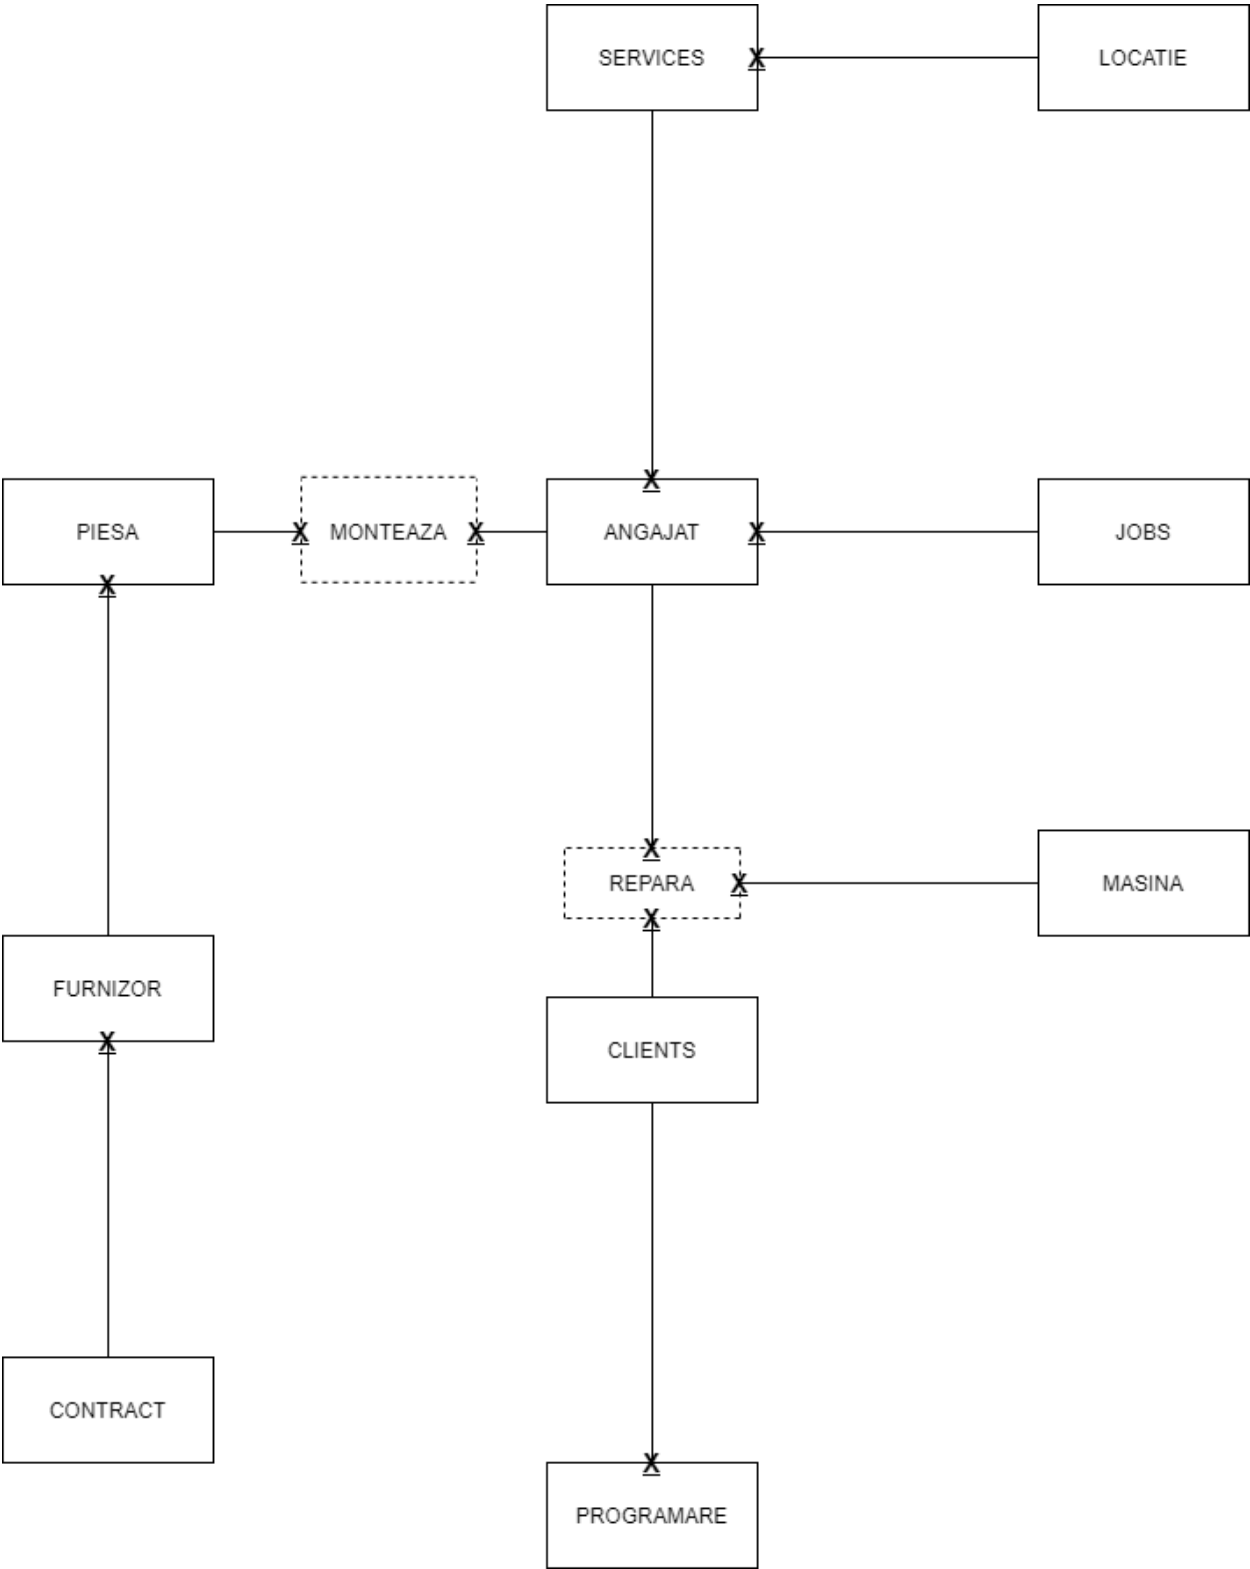 SERVICES
X
LOCATIE
X
PIESA
X
MONTEAZA
X
ANGAJAT
X
JOBS
X
X
REPARA
X
MASINA
X
FURNIZOR
X
CLIENTS
CONTRACT
X
PROGRAMARE